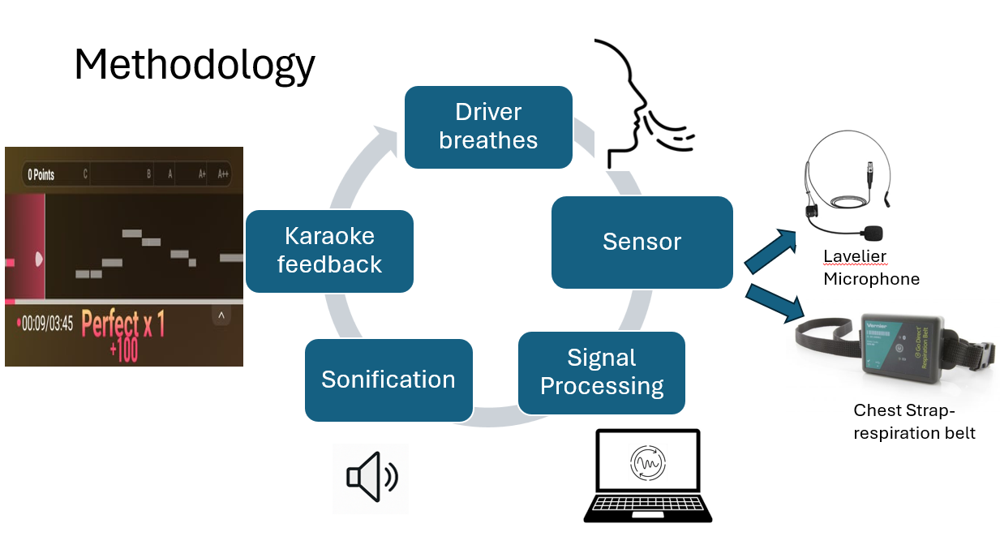 Methodology
Driver
breathes
Sensor
Lavelier
Microphone
Vernier
Go Direct®
Respiration Belt
Chest Strap-
respiration belt
Signal
Processing
Sonification
Karaoke
feedback
0 Points C B A A+ A++
00:09/03:45 Perfect x 1
+100